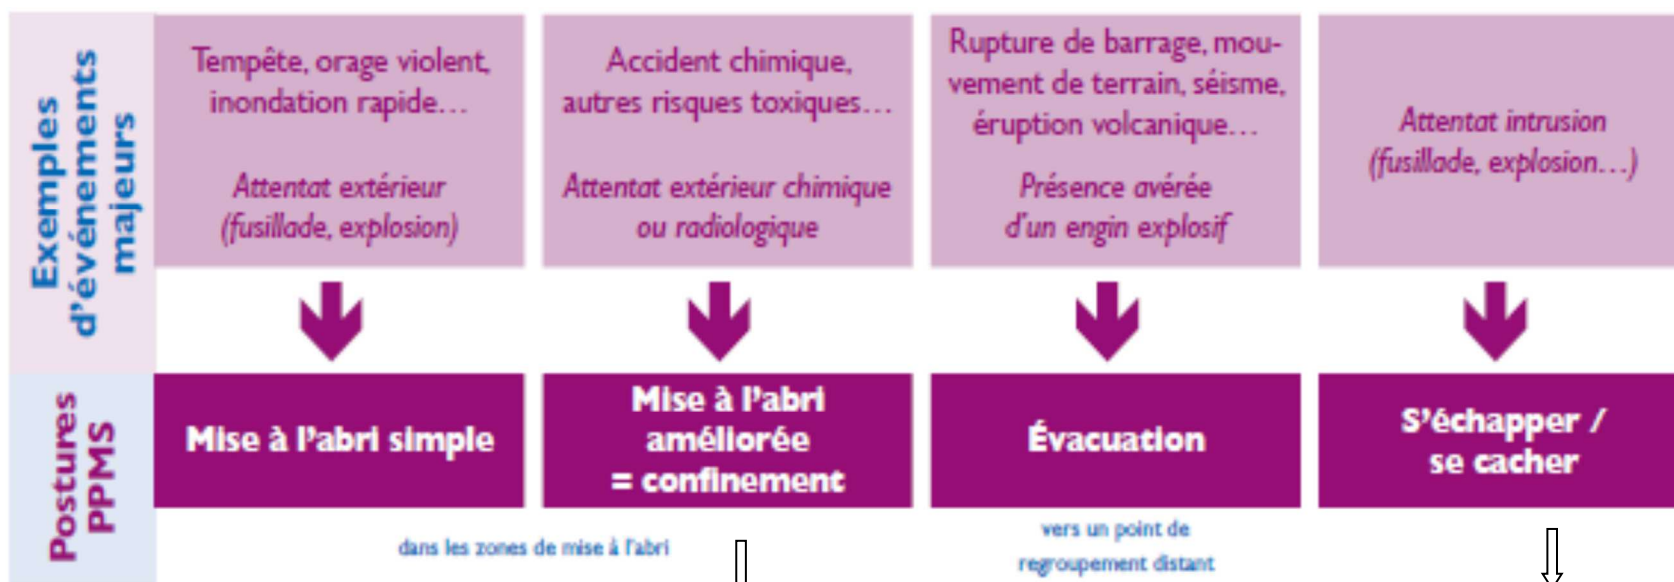 Exemples
d'événements
majeurs
Tempête, orage violent,
inondation rapide…
Attentat extérieur
(fusillade, explosion)
Accident chimique,
autres risques toxiques…
Attentat extérieur chimique
ou radiologique
Rupture de barrage, mou-
vement de terrain, séisme,
éruption volcanique…
Présence avérée
d'un engin explosif
Attentat intrusion
(fusillade, explosion…)
Postures
PPMS
Mise à l'abri simple
Mise à l'abri
améliorée
= confinement
Évacuation
S'échapper /
se cacher
dans les zones de mise à l'abri
vers un point de
regroupement distant